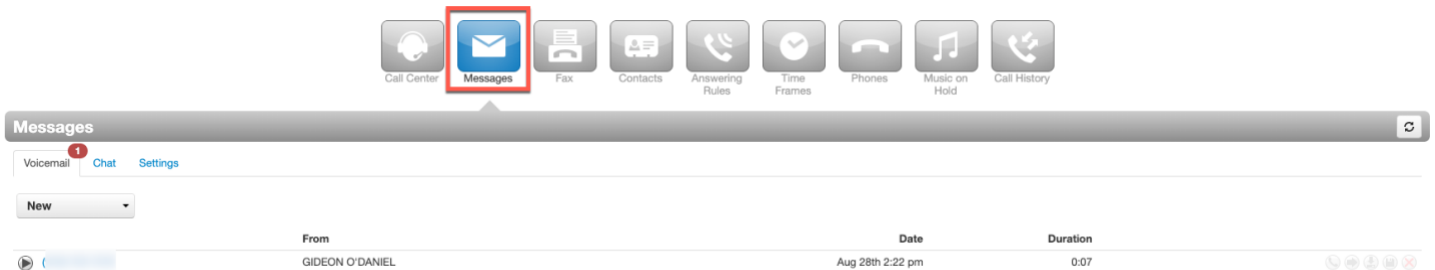 Call Center Messages Fax Contacts Answering Rules Time Frames Phones Music on Hold Call History
Messages
Voicemail 1 Chat Settings
New
From Date Duration
( GIDEON O'DANIEL Aug 28th 2:22 pm 0:07